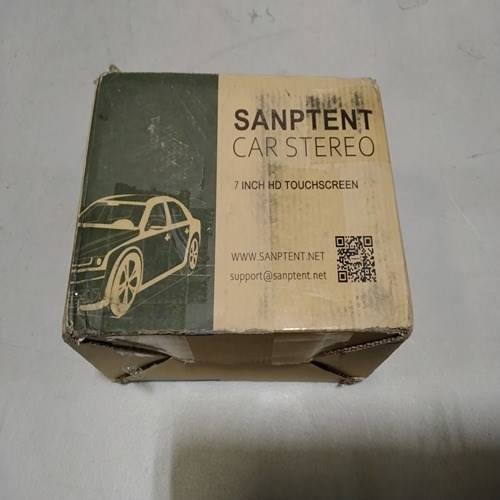 SANPTENT
CAR STEREO
7 INCH HD TOUCHSCREEN
WWW.SANPTENT.NET
support@sanptent.net